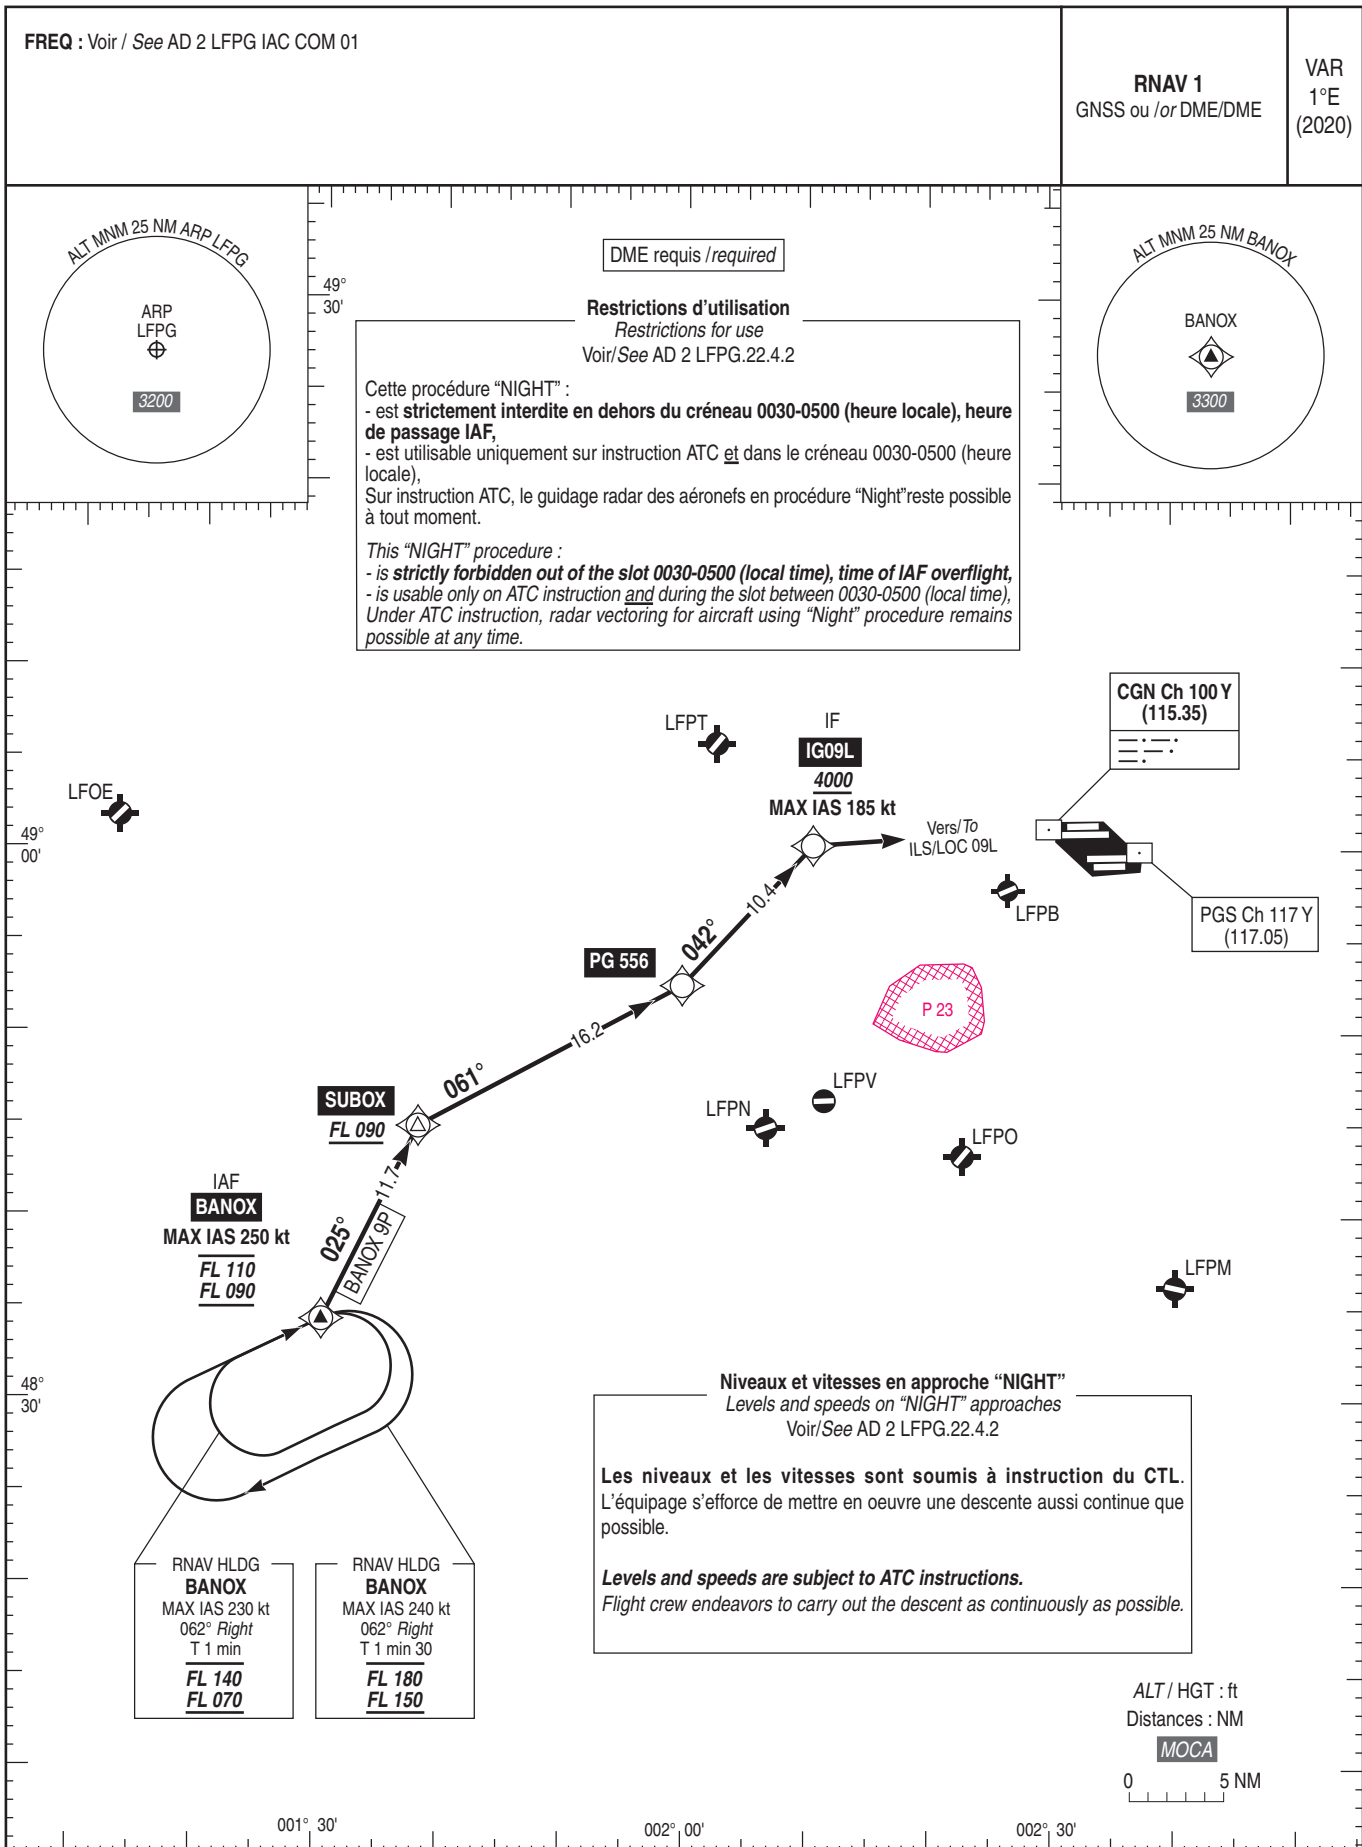 FREQ : Voir / See AD 2 LFPG IAC COM 01
RNAV 1
GNSS ou /or DME/DME
VAR
1°E
(2020)
ALT MNM 25 NM ARP LFPG
ARP
LFPG
3200
49°
30'
DME requis /required
Restrictions d’utilisation
Restrictions for use
Voir/See AD 2 LFPG.22.4.2
Cette procédure “NIGHT” :
- est strictement interdite en dehors du créneau 0030-0500 (heure locale), heure
de passage IAF,
- est utilisable uniquement sur instruction ATC et dans le créneau 0030-0500 (heure
locale),
Sur instruction ATC, le guidage radar des aéronefs en procédure “Night”reste possible
à tout moment.
This “NIGHT” procedure :
- is strictly forbidden out of the slot 0030-0500 (local time), time of IAF overflight,
- is usable only on ATC instruction and during the slot between 0030-0500 (local time),
Under ATC instruction, radar vectoring for aircraft using “Night” procedure remains
possible at any time.
ALT MNM 25 NM BANOX
BANOX
3300
CGN Ch 100 Y
(115.35)
LFPT
IF
IG09L
4000
MAX IAS 185 kt
LFOE
49°
00'
Vers/To
ILS/LOC 09L
LFPB
PGS Ch 117 Y
(117.05)
10.4
042°
PG 556
P 23
16.2
061°
SUBOX
FL 090
LFPV
LFPN
LFPO
11.7
IAF
BANOX
MAX IAS 250 kt
FL 110
FL 090
025°
BANOX 9P
LFPM
48°
30'
Niveaux et vitesses en approche “NIGHT”
Levels and speeds on “NIGHT” approaches
Voir/See AD 2 LFPG.22.4.2
Les niveaux et les vitesses sont soumis à instruction du CTL.
L’équipage s’efforce de mettre en oeuvre une descente aussi continue que
possible.
Levels and speeds are subject to ATC instructions.
Flight crew endeavors to carry out the descent as continuously as possible.
RNAV HLDG
BANOX
MAX IAS 230 kt
062° Right
T 1 min
FL 140
FL 070
RNAV HLDG
BANOX
MAX IAS 240 kt
062° Right
T 1 min 30
FL 180
FL 150
ALT / HGT : ft
Distances : NM
MOCA
0 5 NM
001° 30'
002° 00'
002° 30'